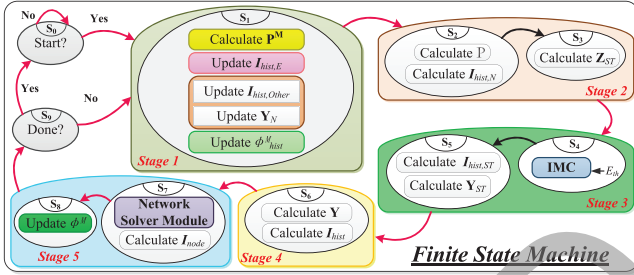 No
S0
Start?
Yes
Yes
S9
Done?
No
S1
Calculate P^M
Update I_hist,E
Update I_hist,Other
Update Y_N
Update ϕ^ij_hist
Stage 1
S2
Calculate P
Calculate I_hist,N
S3
Calculate Z_ST
Stage 2
S4
IMC
E_th
S5
Calculate I_hist,ST
Calculate Y_ST
Stage 3
S6
Calculate Y
Calculate I_hist
Stage 4
S7
Network
Solver Module
Calculate I_node
S8
Update ϕ^ij
Stage 5
Finite State Machine